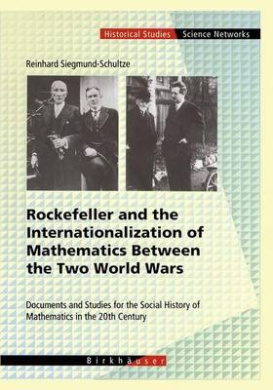 Historical Studies Science Networks
Reinhard Siegmund-Schultze
Rockefeller and the
Internationalization of
Mathematics Between
the Two World Wars
Documents and Studies for the Social History of
Mathematics in the 20th Century
Birkhäuser